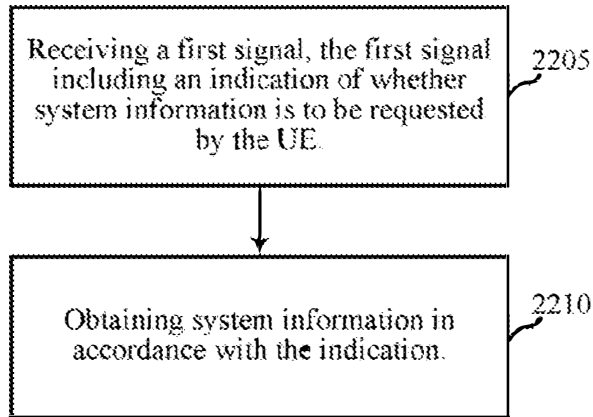 Receiving a first signal, the first signal
including an indication of whether
system information is to be requested
by the UE.
2205
Obtaining system information in
accordance with the indication.
2210